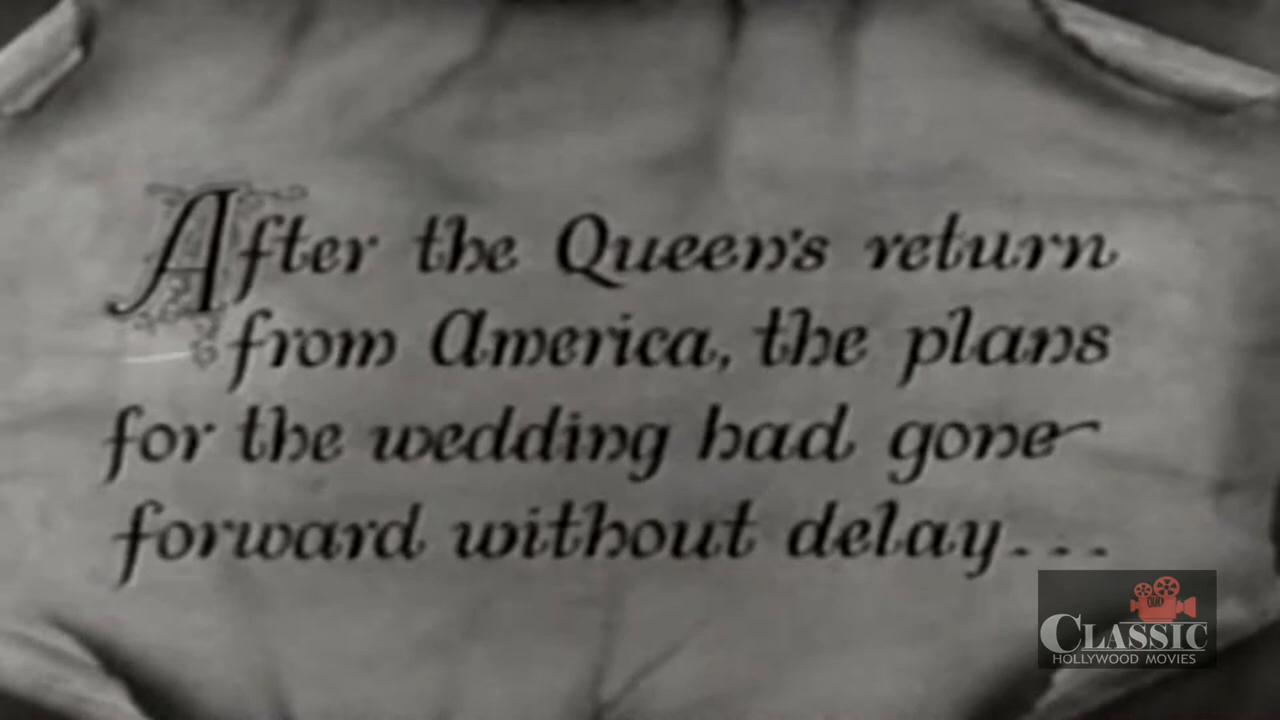 After the Queen's return
from America, the plans
for the wedding had gone
forward without delay...
OLD
CLASSIC
HOLLYWOOD MOVIES